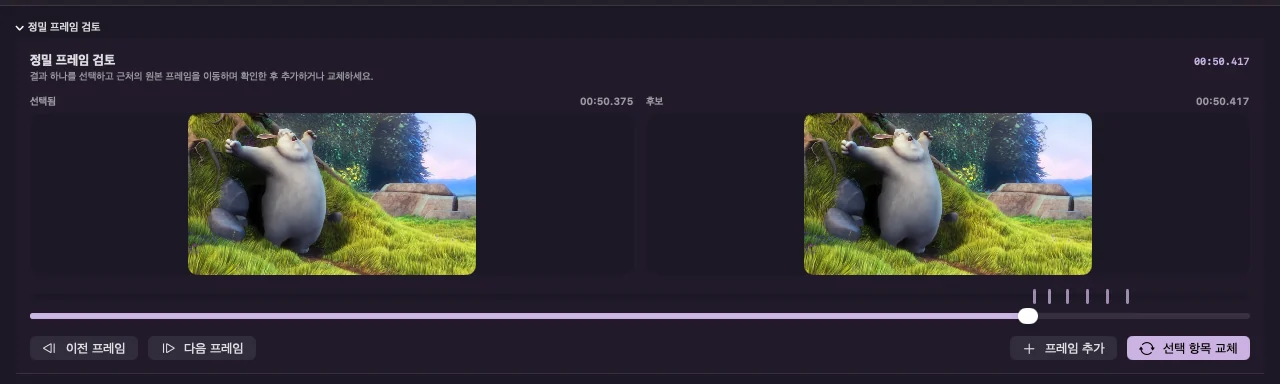 정밀 프레임 검토
정밀 프레임 검토
00:50.417
결과 하나를 선택하고 근처의 원본 프레임을 이동하며 확인한 후 추가하거나 교체하세요.
선택됨
00:50.375
후보
00:50.417
이전 프레임
다음 프레임
프레임 추가
선택 항목 교체